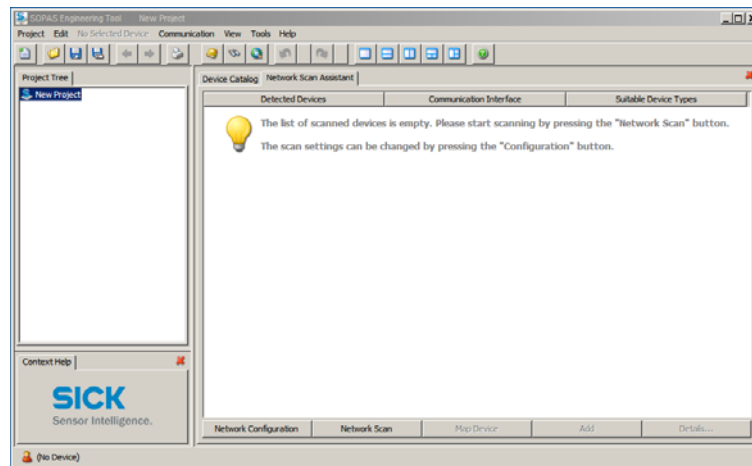 SOPAS Engineering Tool New Project
Project Edit No Selected Device Communication View Tools Help
Project Tree
New Project
Device Catalog Network Scan Assistant
Detected Devices Communication Interface Suitable Device Types
The list of scanned devices is empty. Please start scanning by pressing the "Network Scan" button.
The scan settings can be changed by pressing the "Configuration" button.
Context Help
SICK
Sensor Intelligence.
Network Configuration Network Scan Map Device Add Details...
(No Device)